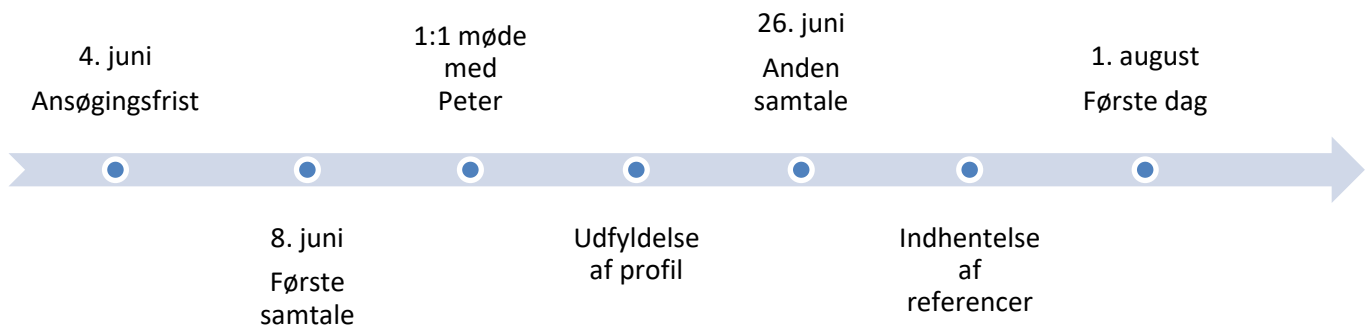 4. juni
Ansøgingsfrist
8. juni
Første
samtale
1:1 møde
med
Peter
Udfyldelse
af profil
26. juni
Anden
samtale
Indhentelse
af
referencer
1. august
Første dag